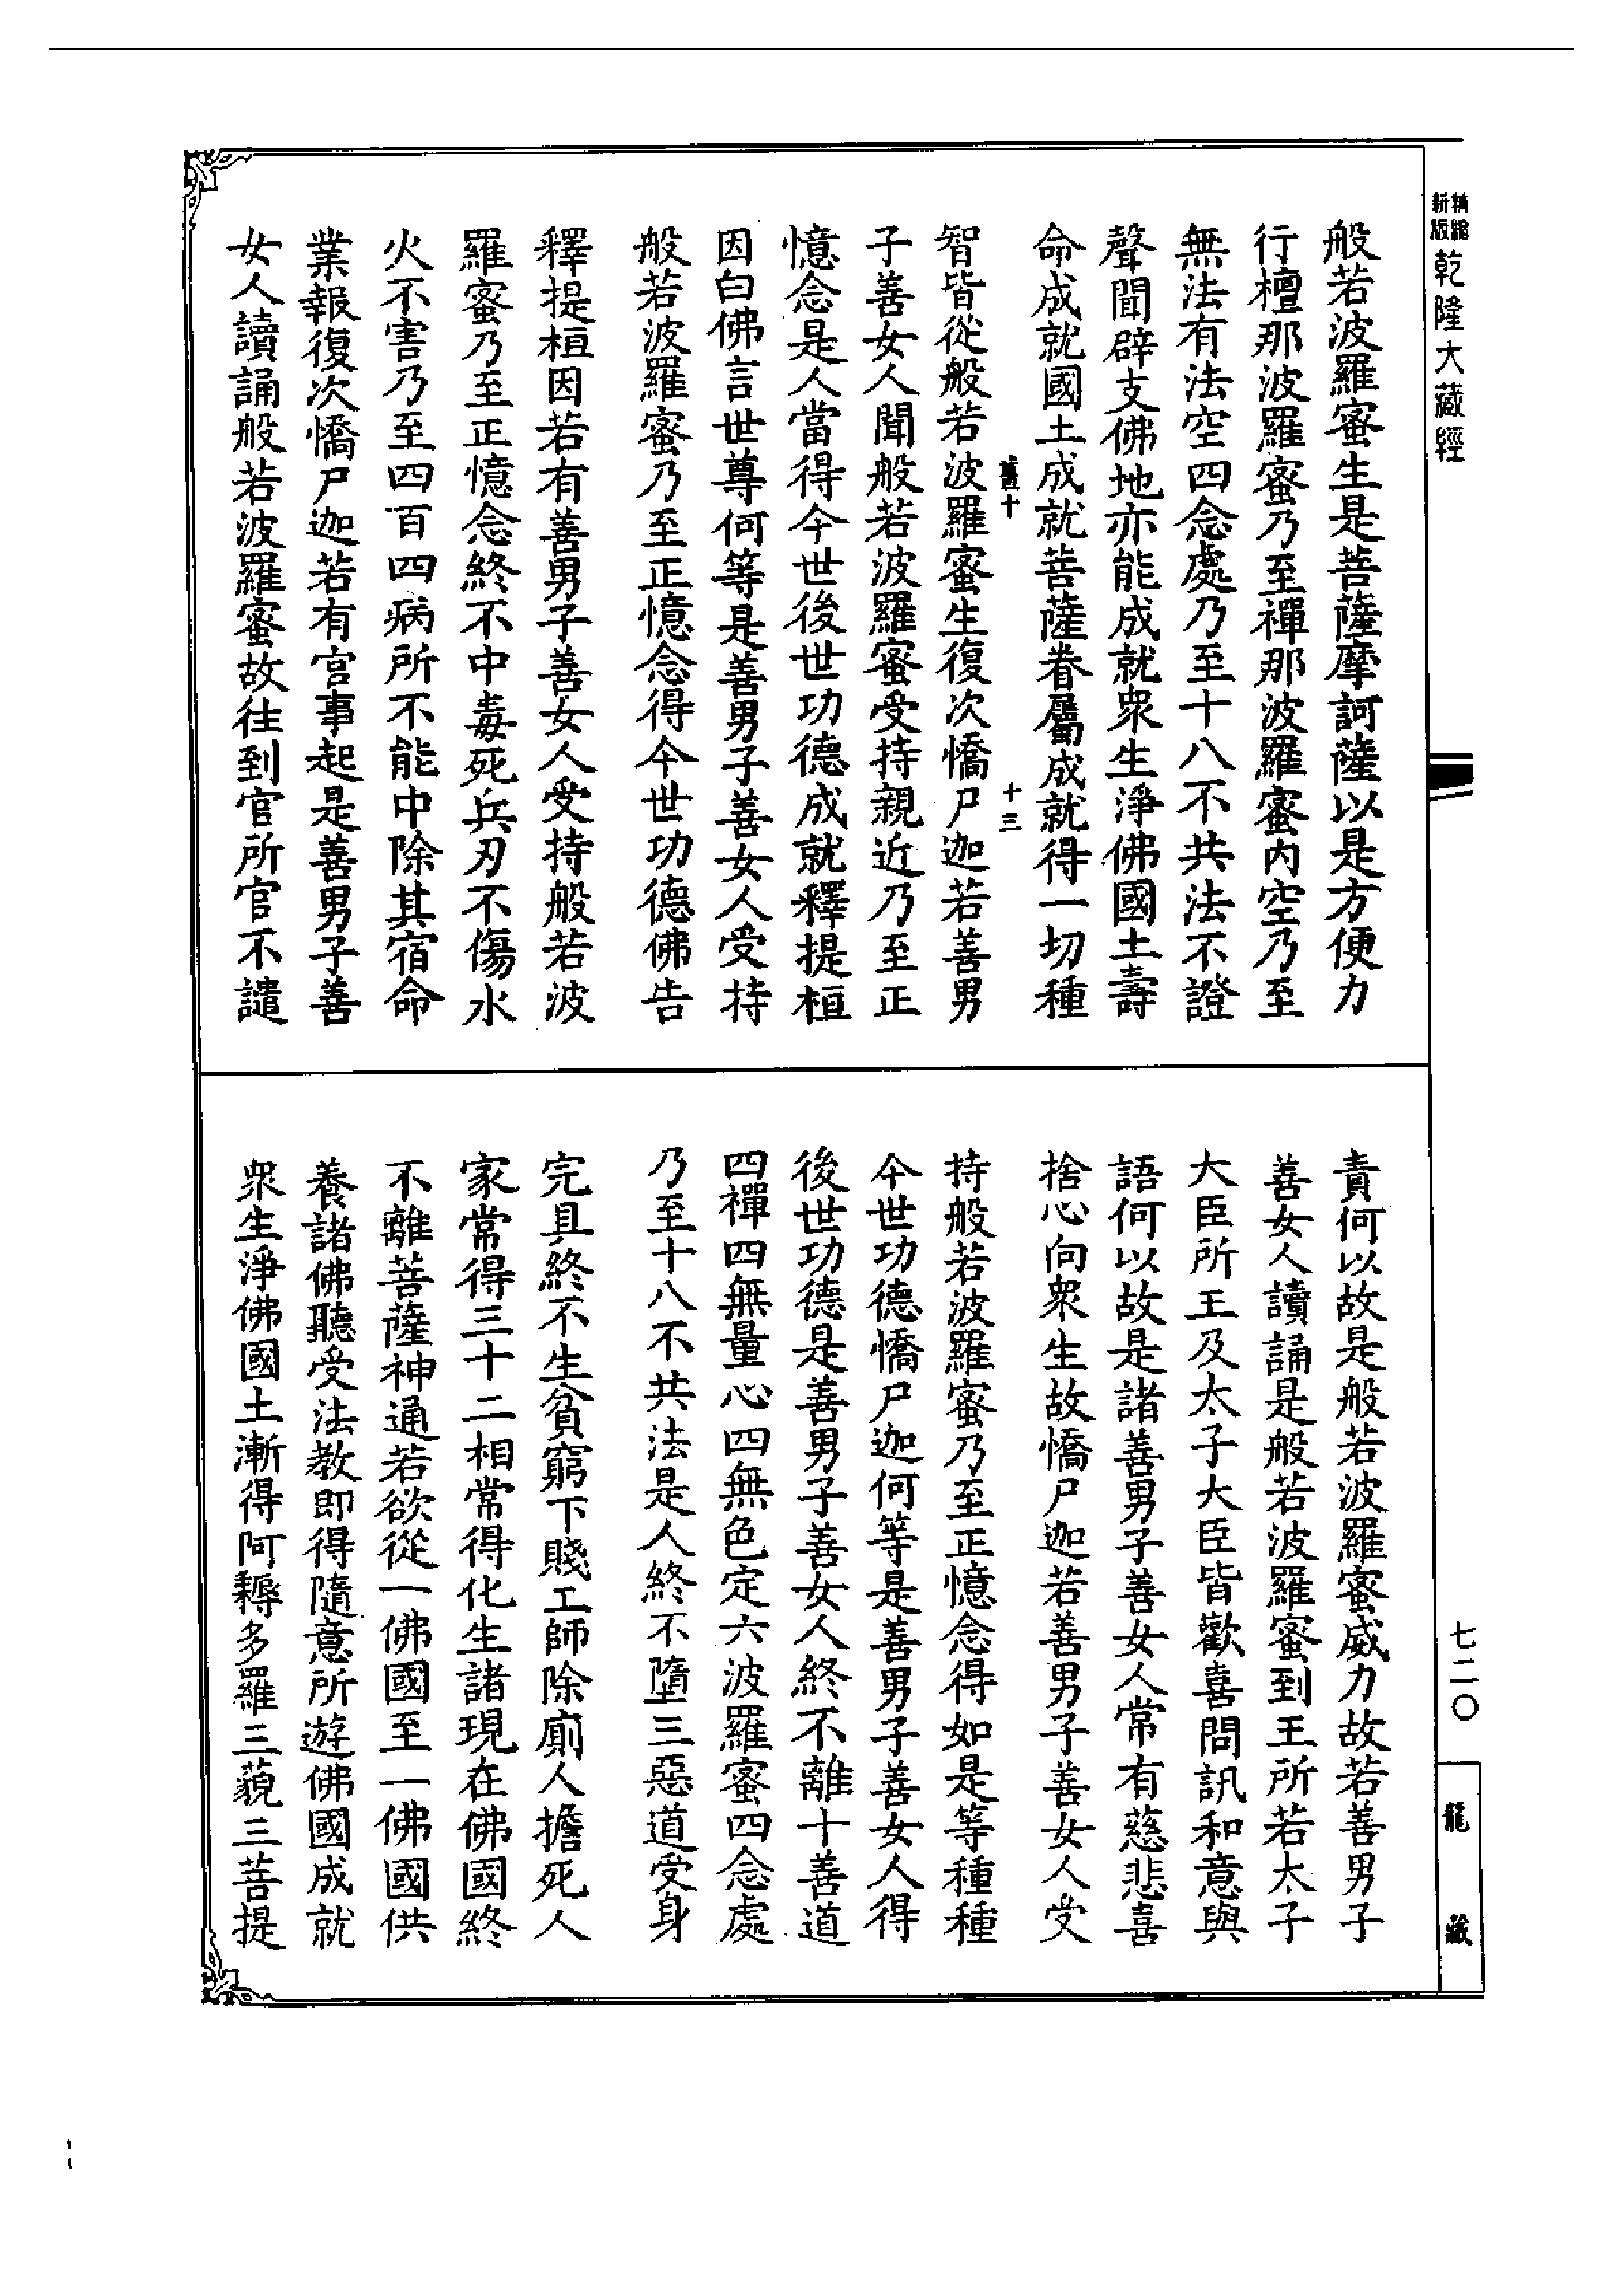 精縮新版
乾隆大藏經
般若波羅蜜生是菩薩摩訶薩以是方便力
行檀那波羅蜜乃至禪那波羅蜜內空乃至
無法有法空四念處乃至十八不共法不證
聲聞辟支佛地亦能成就衆生淨佛國土壽
命成就國土成就菩薩眷屬成就得一切種
十
十三
智皆從般若波羅蜜生復次憍尸迦若善男
子善女人聞般若波羅蜜受持親近乃至正
憶念是人當得今世後世功德成就釋提桓
因白佛言世尊何等是善男子善女人受持
般若波羅蜜乃至正憶念得今世功德佛告
釋提桓因若有善男子善女人受持般若波
羅蜜乃至正憶念終不中毒死兵刃不傷水
火不害乃至四百四病所不能中除其宿命
業報復次憍尸迦若有官事起是善男子善
女人讀誦般若波羅蜜故往到官所官不譴
責何以故是般若波羅蜜威力故若善男子
善女人讀誦是般若波羅蜜到王所若太子
大臣所王及太子大臣皆歡喜問訊和意與
語何以故是諸善男子善女人常有慈悲喜
捨心向衆生故憍尸迦若善男子善女人受
持般若波羅蜜乃至正憶念得如是等種種
今世功德憍尸迦何等是善男子善女人得
後世功德是善男子善女人終不離十善道
四禪四無量心四無色定六波羅蜜四念處
乃至十八不共法是人終不墮三惡道受身
完具終不生貧窮下賤工師除廁人擔死人
家常得三十二相常得化生諸現在佛國終
不離菩薩神通若欲從一佛國至一佛國供
養諸佛聽受法教即得隨意所遊佛國成就
衆生淨佛國土漸得阿耨多羅三藐三菩提
七二〇
龍藏